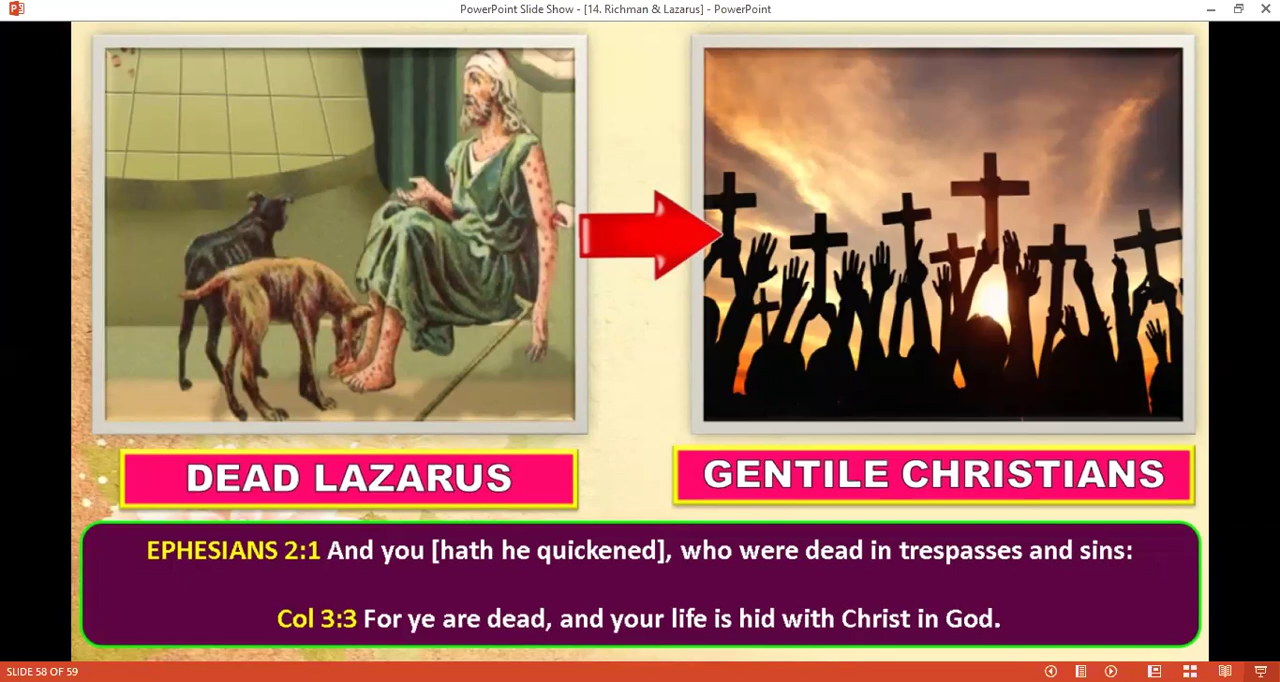 PowerPoint Slide Show - [14. Richman & Lazarus] - PowerPoint
DEAD LAZARUS
GENTILE CHRISTIANS
EPHESIANS 2:1 And you [hath he quickened], who were dead in trespasses and sins:
Col 3:3 For ye are dead, and your life is hid with Christ in God.
SLIDE 58 OF 59